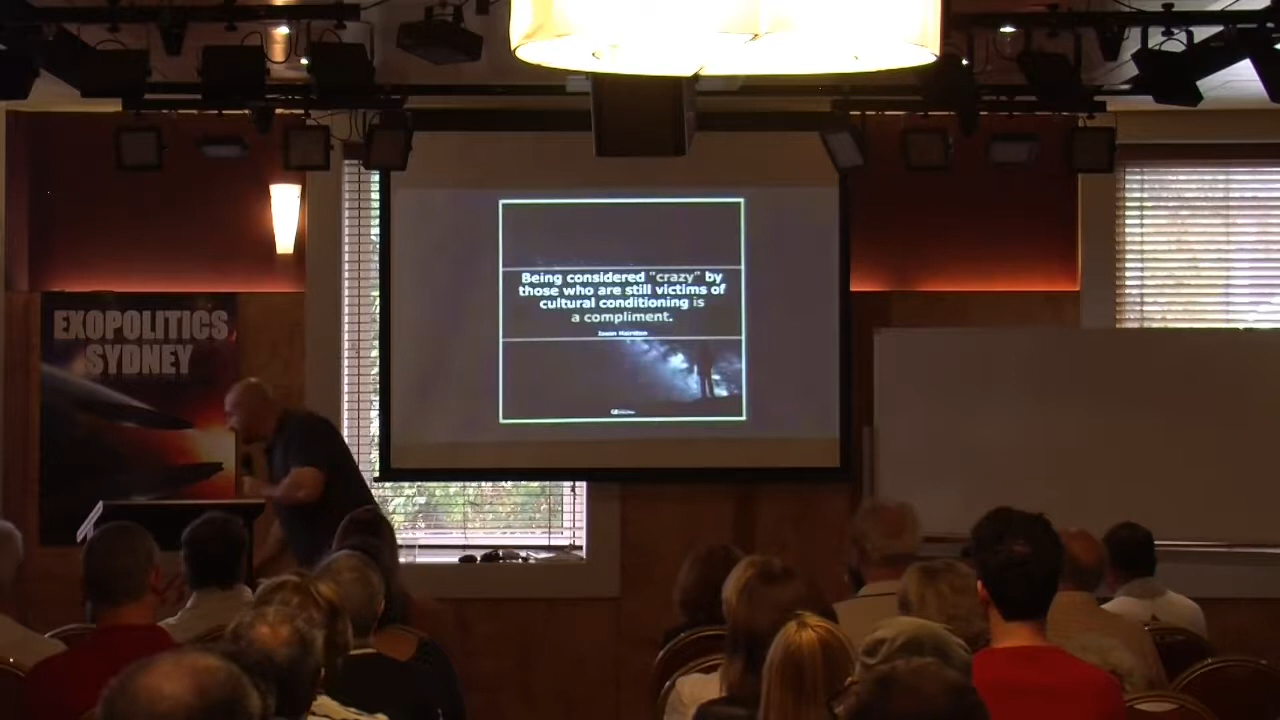 EXOPOLITICS
SYDNEY
Being considered "crazy" by
those who are still victims of
cultural conditioning is
a compliment.